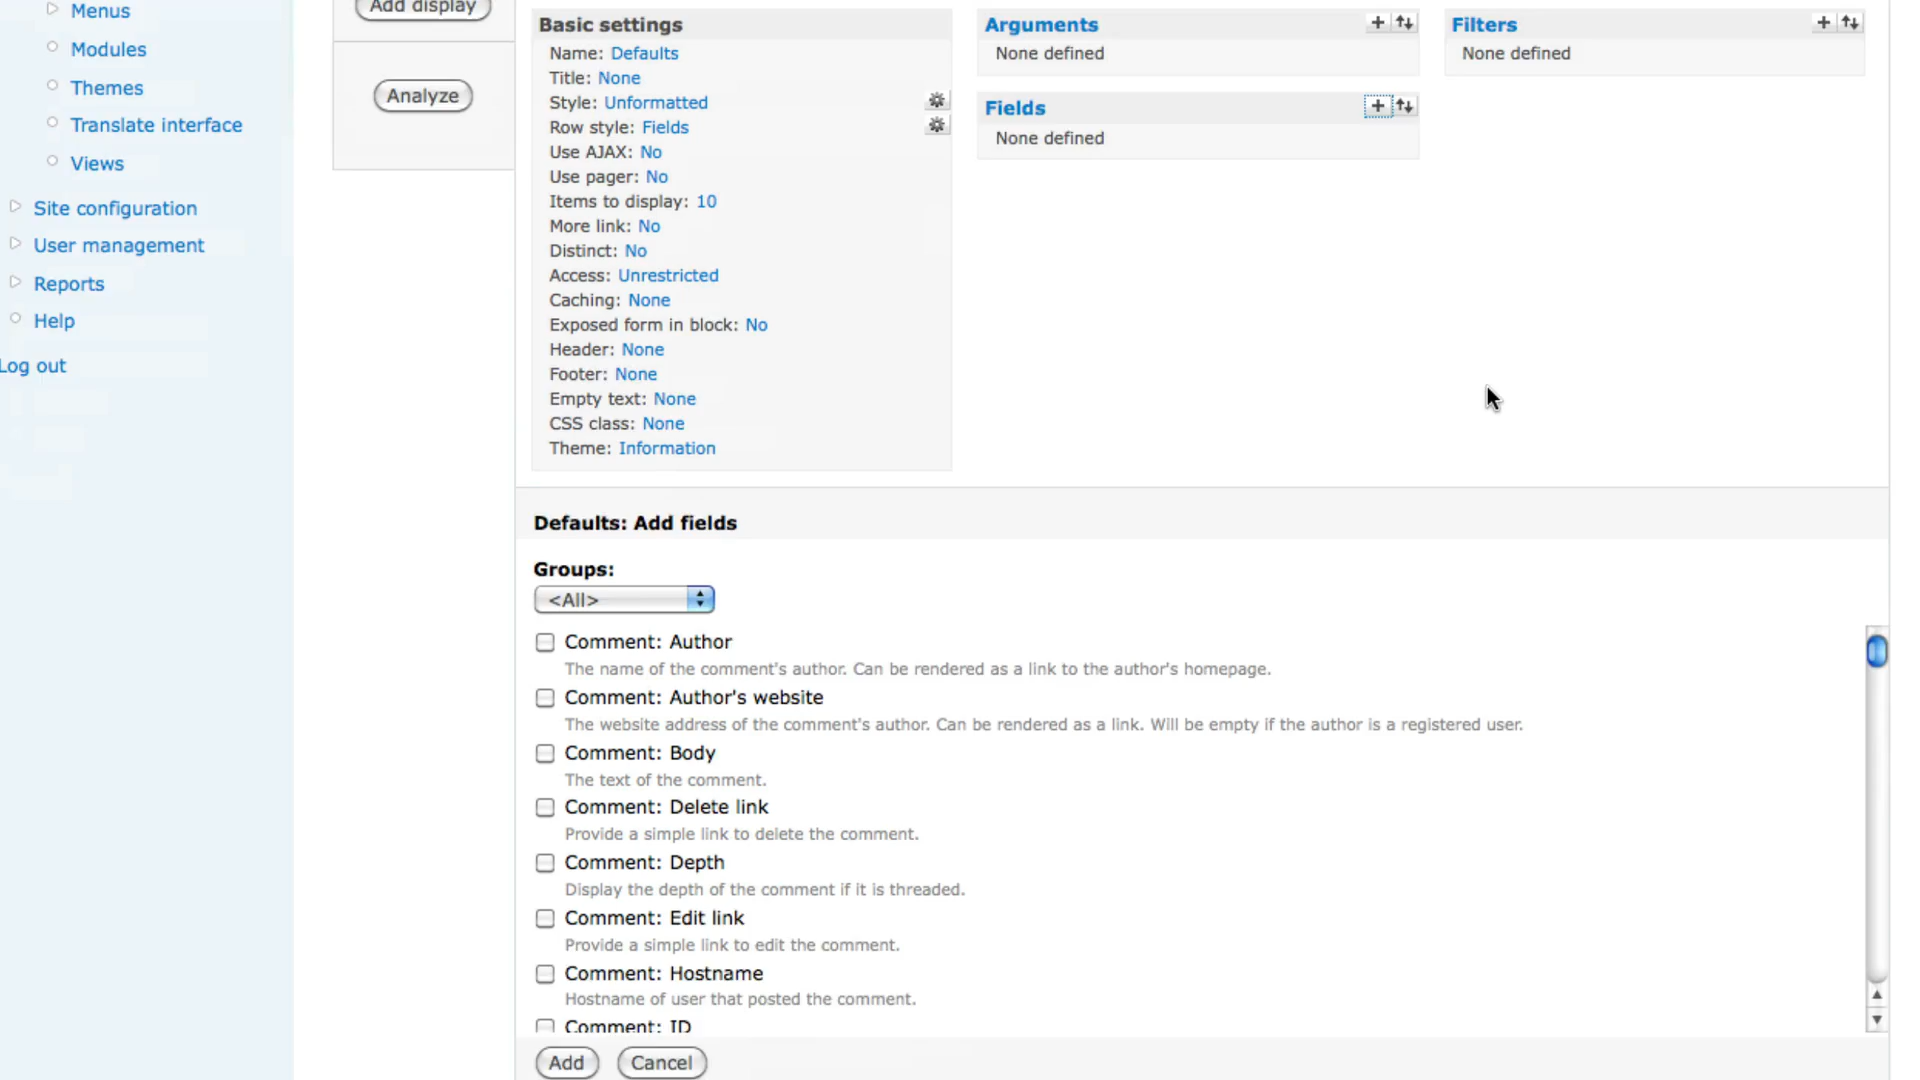 Menus
Modules
Themes
Translate interface
Views
Site configuration
User management
Reports
Help
Log out
Add display
Analyze
Basic settings
Name: Defaults
Title: None
Style: Unformatted
Row style: Fields
Use AJAX: No
Use pager: No
Items to display: 10
More link: No
Distinct: No
Access: Unrestricted
Caching: None
Exposed form in block: No
Header: None
Footer: None
Empty text: None
CSS class: None
Theme: Information
Arguments
None defined
Fields
None defined
Filters
None defined
Defaults: Add fields
Groups:
<All>
Comment: Author
The name of the comment's author. Can be rendered as a link to the author's homepage.
Comment: Author's website
The website address of the comment's author. Can be rendered as a link. Will be empty if the author is a registered user.
Comment: Body
The text of the comment.
Comment: Delete link
Provide a simple link to delete the comment.
Comment: Depth
Display the depth of the comment if it is threaded.
Comment: Edit link
Provide a simple link to edit the comment.
Comment: Hostname
Hostname of user that posted the comment.
Comment: ID
Add Cancel